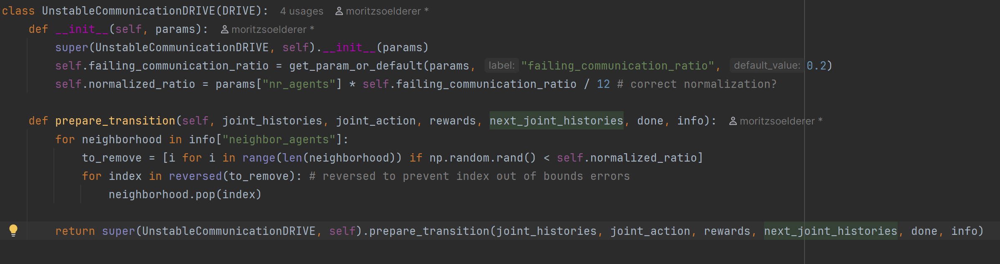 class UnstableCommunicationDRIVE(DRIVE): 4 usages moritzsoelderer *
def __init__(self, params): moritzsoelderer *
super(UnstableCommunicationDRIVE, self).__init__(params)
self.failing_communication_ratio = get_param_or_default(params, label: "failing_communication_ratio", default_value: 0.2)
self.normalized_ratio = params["nr_agents"] * self.failing_communication_ratio / 12 # correct normalization?
def prepare_transition(self, joint_histories, joint_action, rewards, next_joint_histories, done, info): moritzsoelderer *
for neighborhood in info["neighbor_agents"]:
to_remove = [i for i in range(len(neighborhood)) if np.random.rand() < self.normalized_ratio]
for index in reversed(to_remove): # reversed to prevent index out of bounds errors
neighborhood.pop(index)
return super(UnstableCommunicationDRIVE, self).prepare_transition(joint_histories, joint_action, rewards, next_joint_histories, done, info)